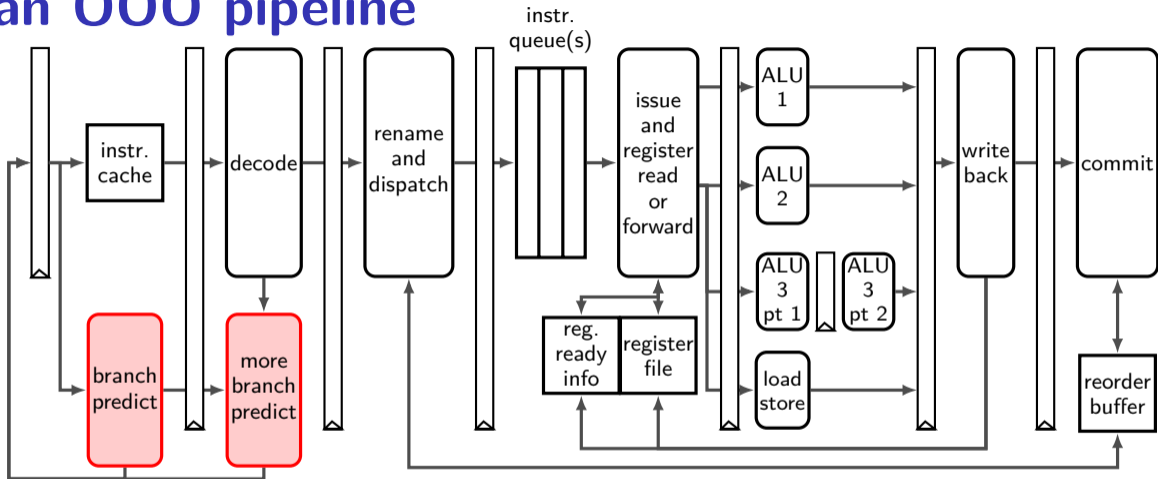 an OOO pipeline
instr.
queue(s)
instr.
cache
decode
rename
and
dispatch
issue
and
register
read
or
forward
ALU
1
ALU
2
ALU
3
pt 1
ALU
3
pt 2
load
store
write
back
commit
branch
predict
more
branch
predict
reg.
ready
info
register
file
reorder
buffer